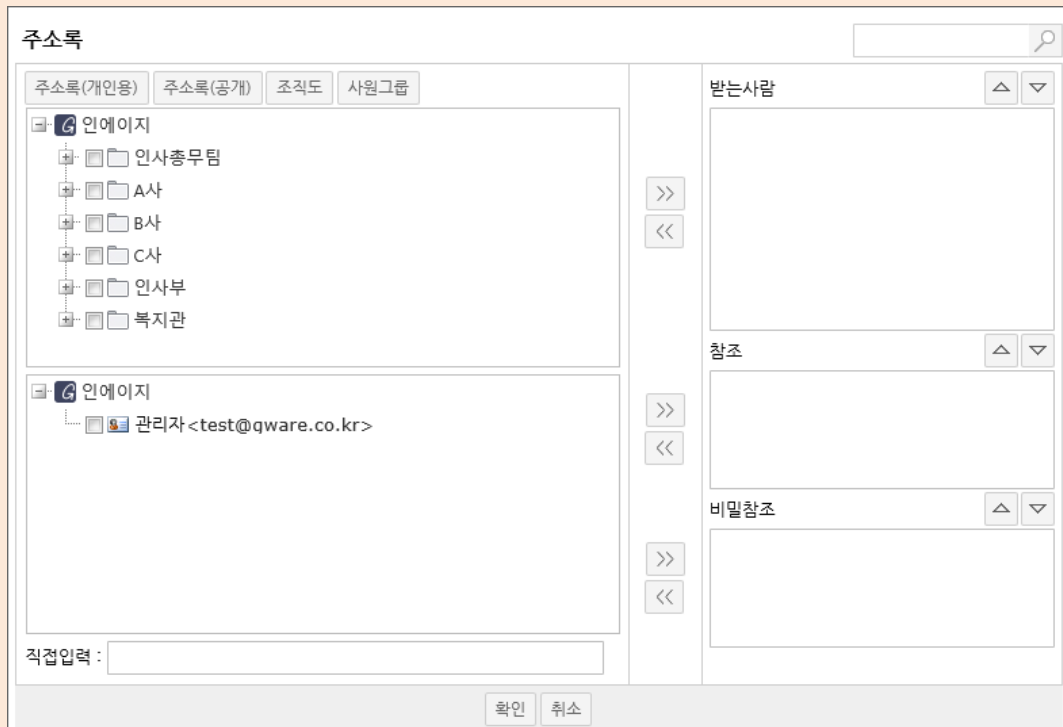 주소록
주소록(개인용) 주소록(공개) 조직도 사원그룹
인에이지
인사총무팀
A사
B사
C사
인사부
복지관
인에이지
관리자<test@gware.co.kr>
직접입력 :
>>
<<
>>
<<
>>
<<
받는사람
참조
비밀참조
확인 취소